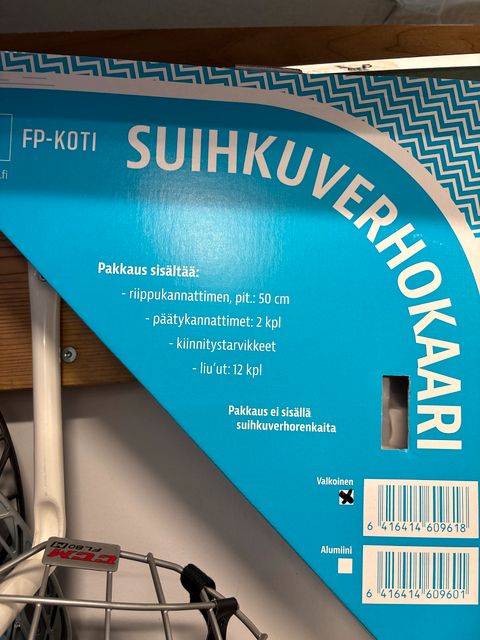 FP-KOTI
.fi
SUIHKUVERHOKAARI
Pakkaus sisältää:
- riippukannattimen, pit.: 50 cm
- päätykannattimet: 2 kpl
- kiinnitystarvikkeet
- liu'ut: 12 kpl
Pakkaus ei sisällä
suihkuverhorenkaita
Valkoinen
6 416414 609618
Alumiini
6 416414 609601
CCM